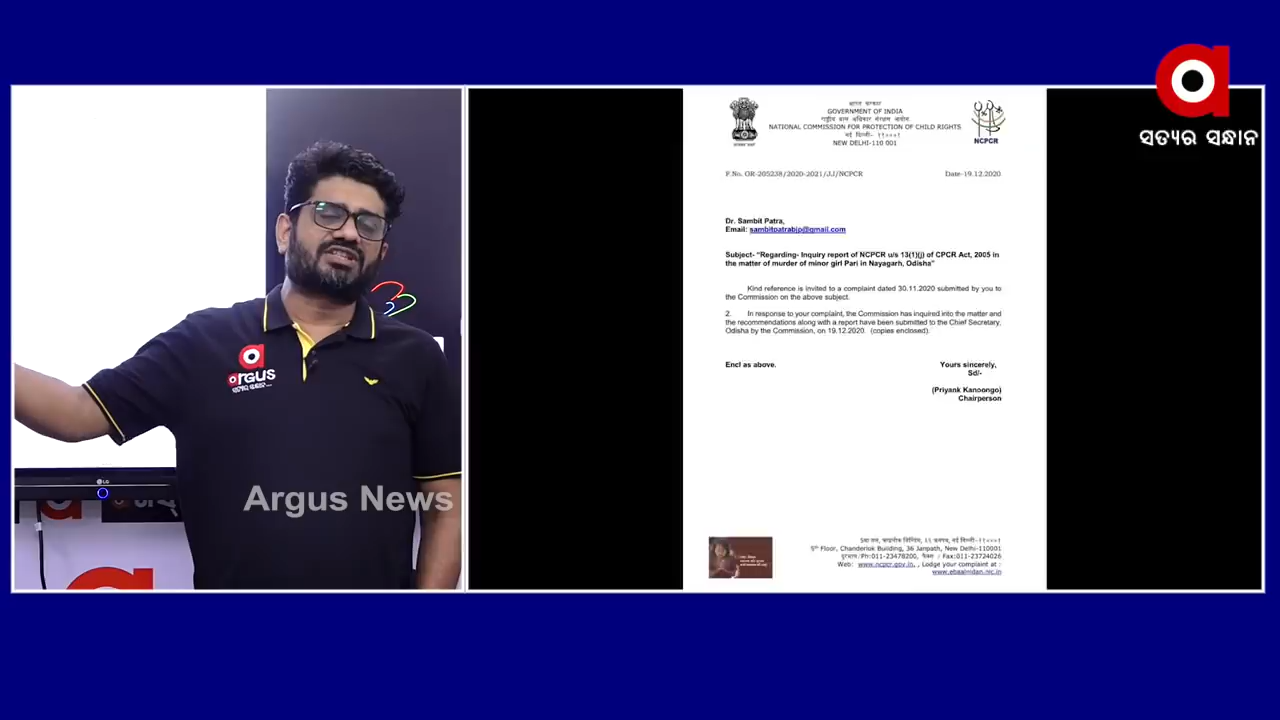 ସତ୍ୟର ସନ୍ଧାନ
भारत सरकार
GOVERNMENT OF INDIA
राष्ट्रीय बाल अधिकार संरक्षण आयोग
NATIONAL COMMISSION FOR PROTECTION OF CHILD RIGHTS
नई दिल्ली- ११०००१
NEW DELHI-110 001
NCPCR
F.No. OR-205238/2020-2021/JJ/NCPCR
Date-19.12.2020
Dr. Sambit Patra,
Email: sambitpatrabjp@gmail.com
Subject- "Regarding- Inquiry report of NCPCR u/s 13(1)(j) of CPCR Act, 2005 in
the matter of murder of minor girl Pari in Nayagarh, Odisha"
Kind reference is invited to a complaint dated 30.11.2020 submitted by you to
the Commission on the above subject.
2. In response to your complaint, the Commission has inquired into the matter and
the recommendations along with a report have been submitted to the Chief Secretary,
Odisha by the Commission, on 19.12.2020. (copies enclosed).
Encl as above.
Yours sincerely,
Sd/-
(Priyank Kanoongo)
Chairperson
5th Floor, Chanderlok Building, 36 Janpath, New Delhi-110001
दूरभाष/Ph:011-23478200, फैक्स / Fax:011-23724026
Web: www.ncpcr.gov.in, , Lodge your complaint at :
www.ebaalnidan.nic.in
argus
LG
Argus News